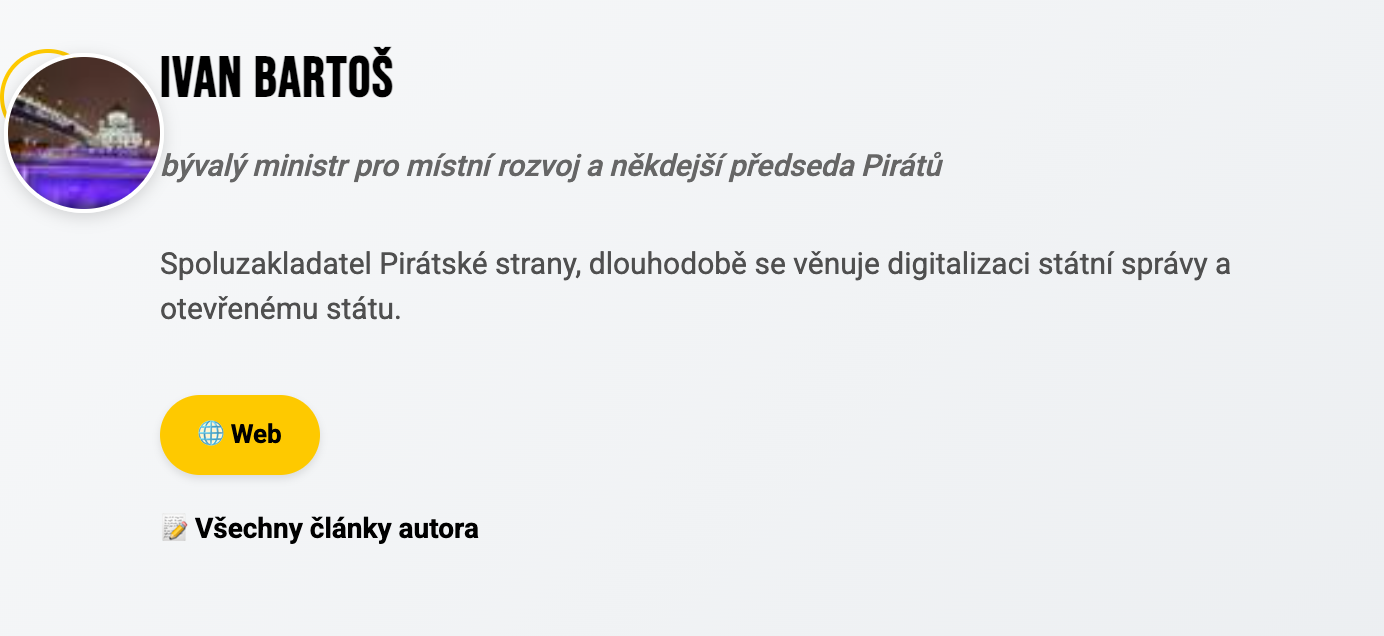 IVAN BARTOŠ
bývalý ministr pro místní rozvoj a někdejší předseda Pirátů
Spoluzakladatel Pirátské strany, dlouhodobě se věnuje digitalizaci státní správy a
otevřenému státu.
🌐 Web
📝 Všechny články autora